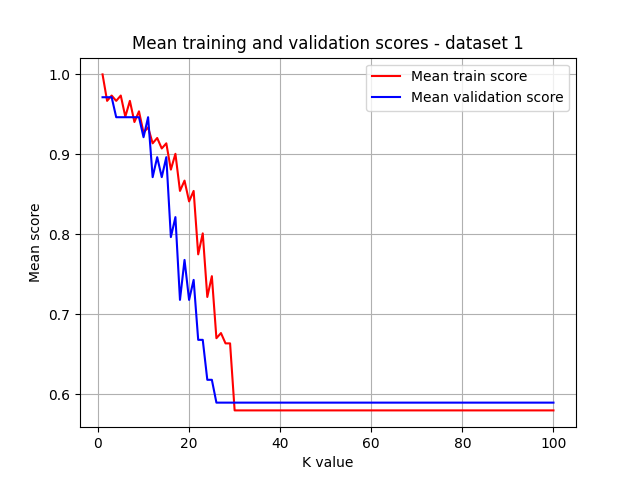 Mean training and validation scores - dataset 1
Mean train score
Mean validation score
1.0
0.9
0.8
0.7
0.6
Mean score
0 20 40 60 80 100
K value